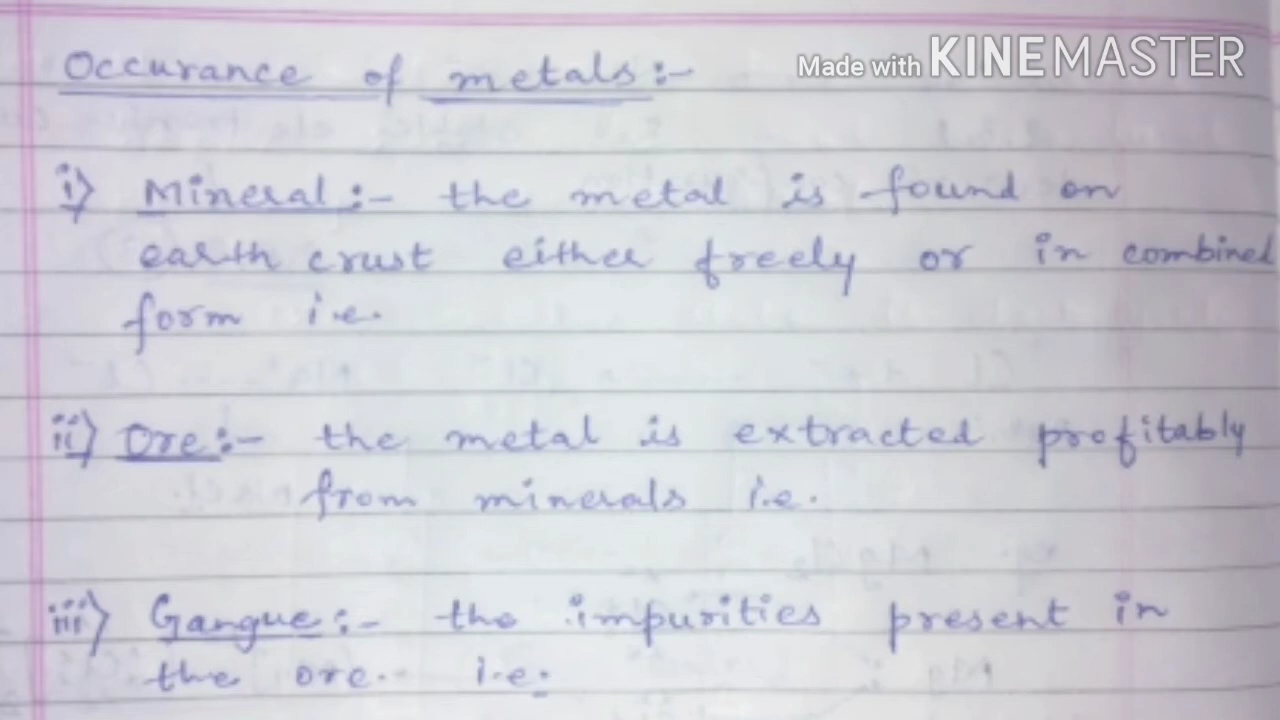 Made with KINEMASTER
Occurance of metals:-
i) Mineral:- the metal is found on
earth crust either freely or in combined
form i.e.
ii) Ore:- the metal is extracted profitably
from minerals i.e.
iii) Gangue:- the impurities present in
the ore. i.e.